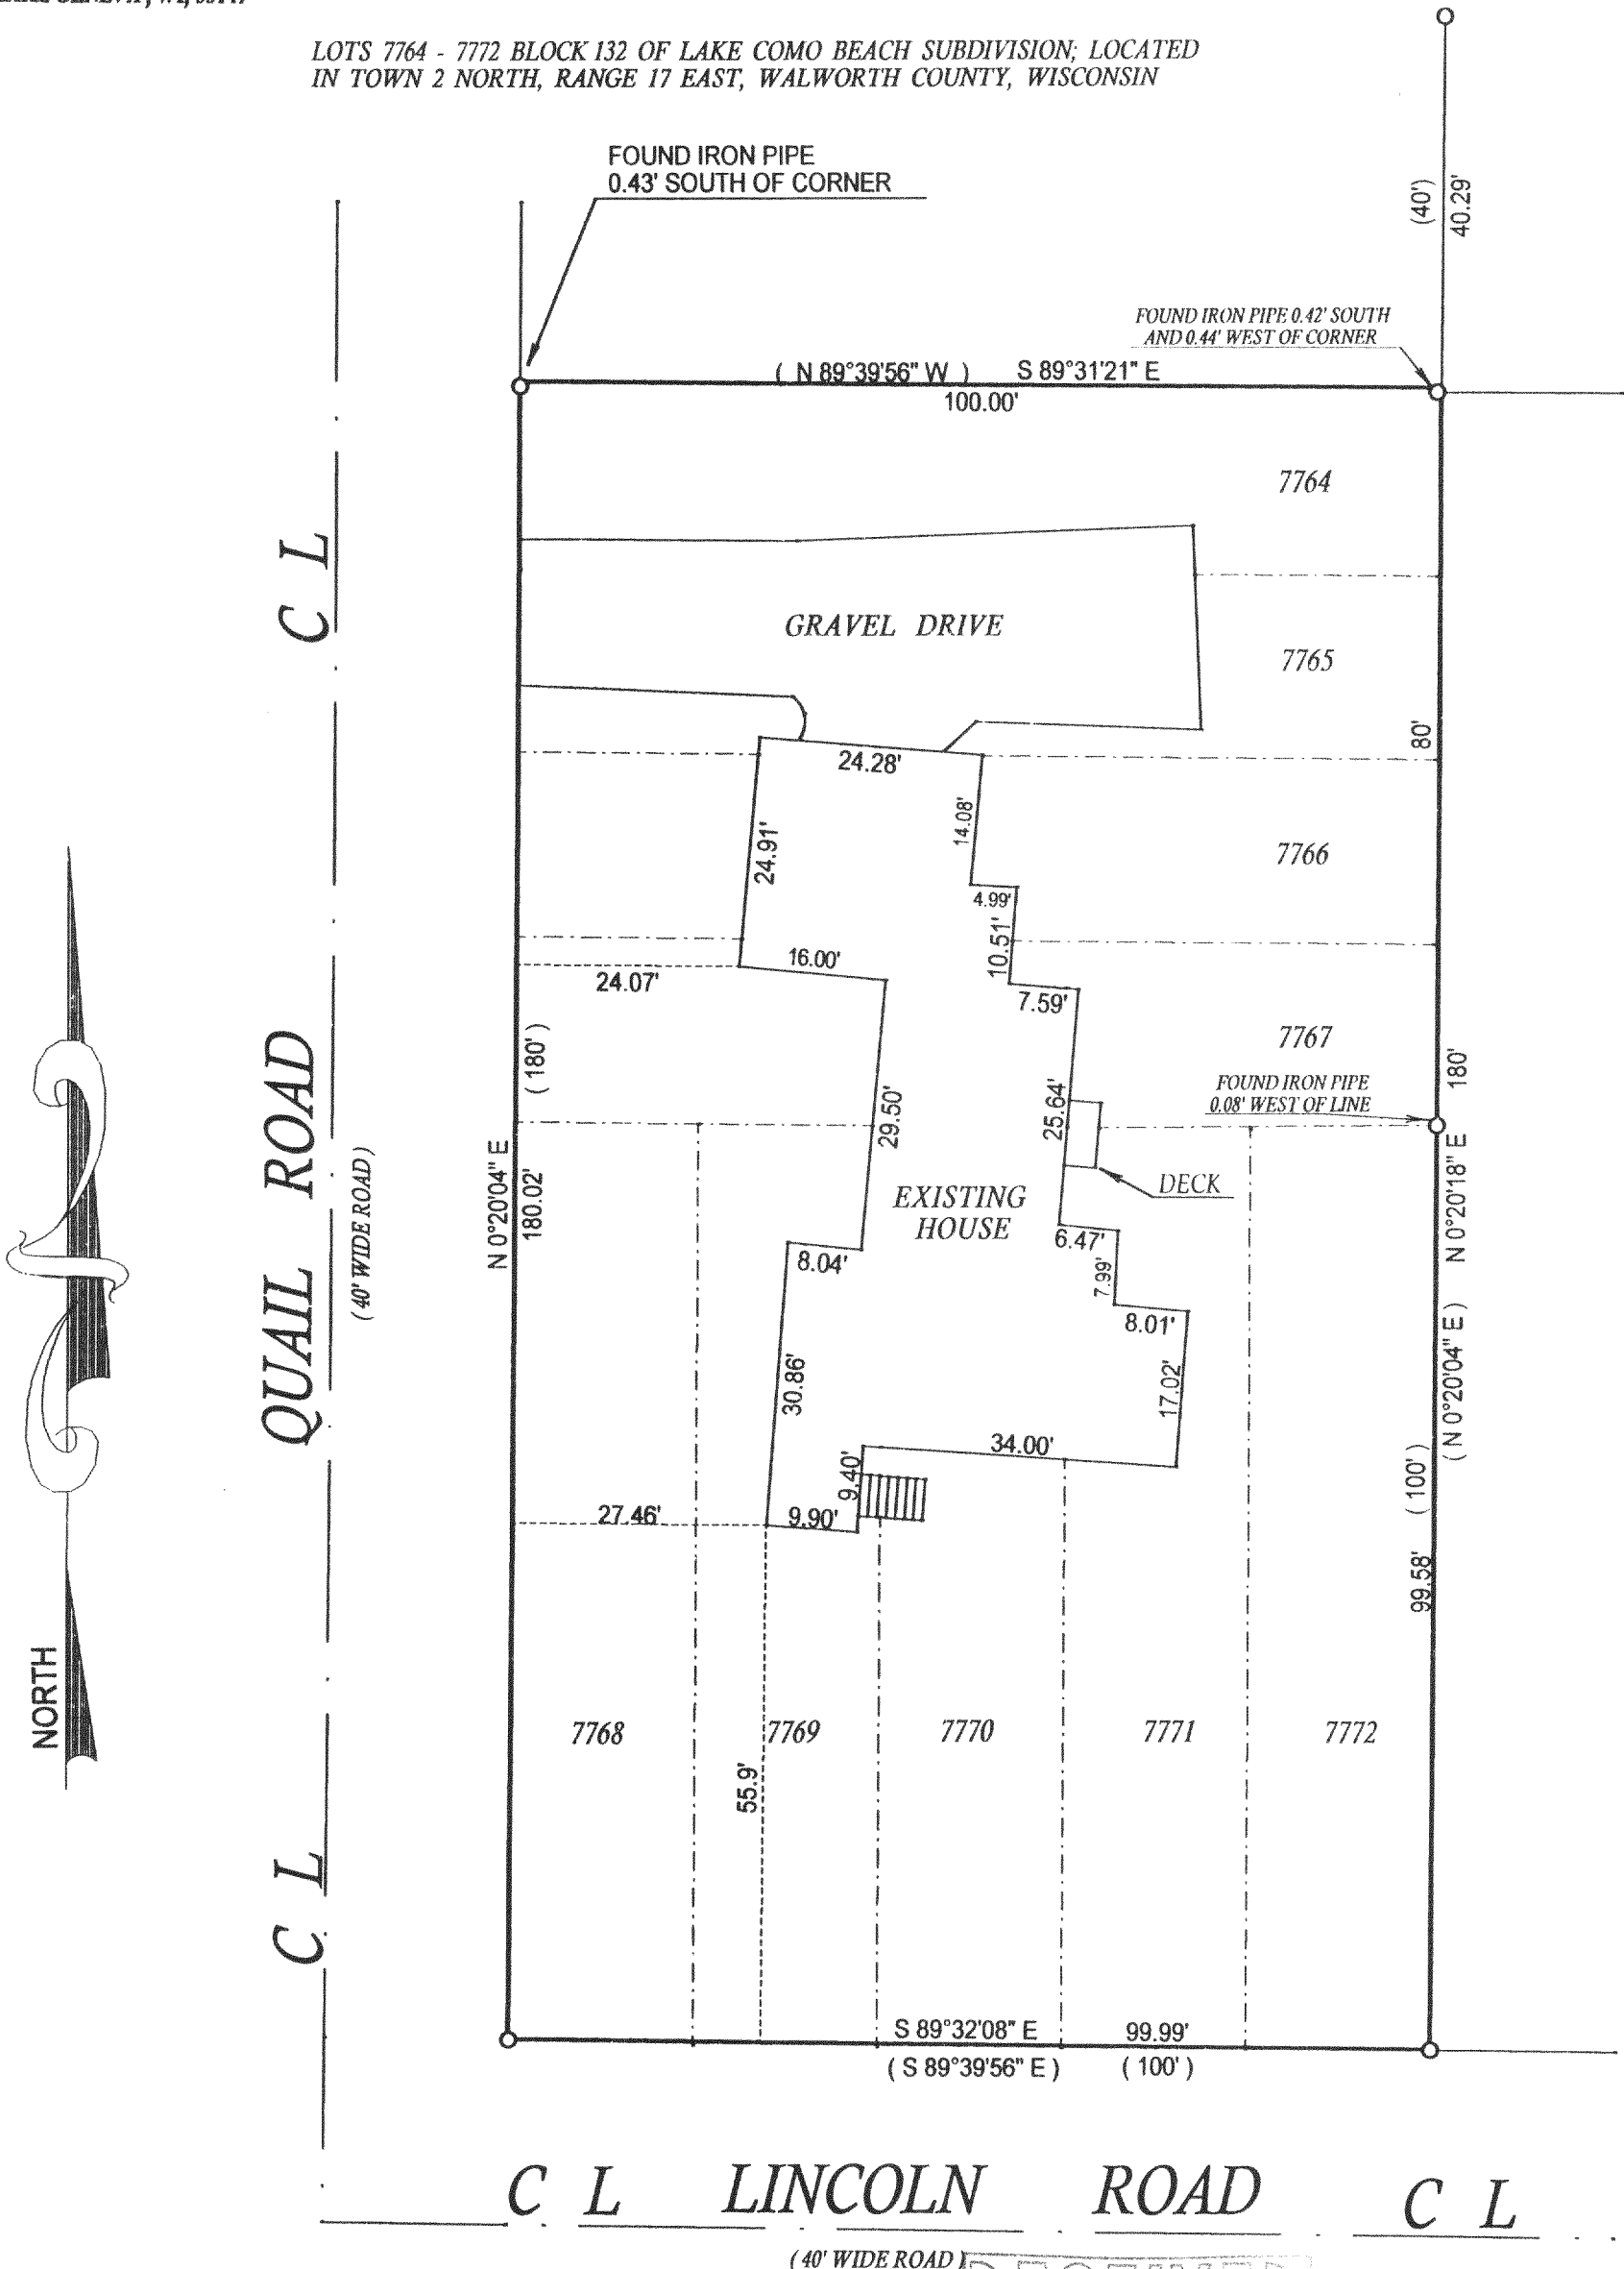 LOTS 7764 - 7772 BLOCK 132 OF LAKE COMO BEACH SUBDIVISION; LOCATED
IN TOWN 2 NORTH, RANGE 17 EAST, WALWORTH COUNTY, WISCONSIN
FOUND IRON PIPE
0.43' SOUTH OF CORNER
(40')
40.29'
FOUND IRON PIPE 0.42' SOUTH
AND 0.44' WEST OF CORNER
( N 89°39'56" W ) S 89°31'21" E
100.00'
7764
C L
GRAVEL DRIVE
7765
80'
24.28'
14.08'
24.91'
7766
4.99'
10.51'
16.00'
24.07'
7.59'
7767
(180')
180'
QUAIL ROAD
(40' WIDE ROAD)
FOUND IRON PIPE
0.08' WEST OF LINE
29.50'
25.64'
N 0°20'04" E
180.02'
DECK
EXISTING
HOUSE
N 0°20'18" E
6.47'
8.04'
7.99'
8.01'
30.86'
17.02'
( N 0°20'04" E )
34.00'
9.40'
(100')
27.46'
9.90'
99.58'
NORTH
7768
7769
7770
7771
7772
55.9'
C L
S 89°32'08" E 99.99'
( S 89°39'56" E ) ( 100' )
C L LINCOLN ROAD C L
( 40' WIDE ROAD )